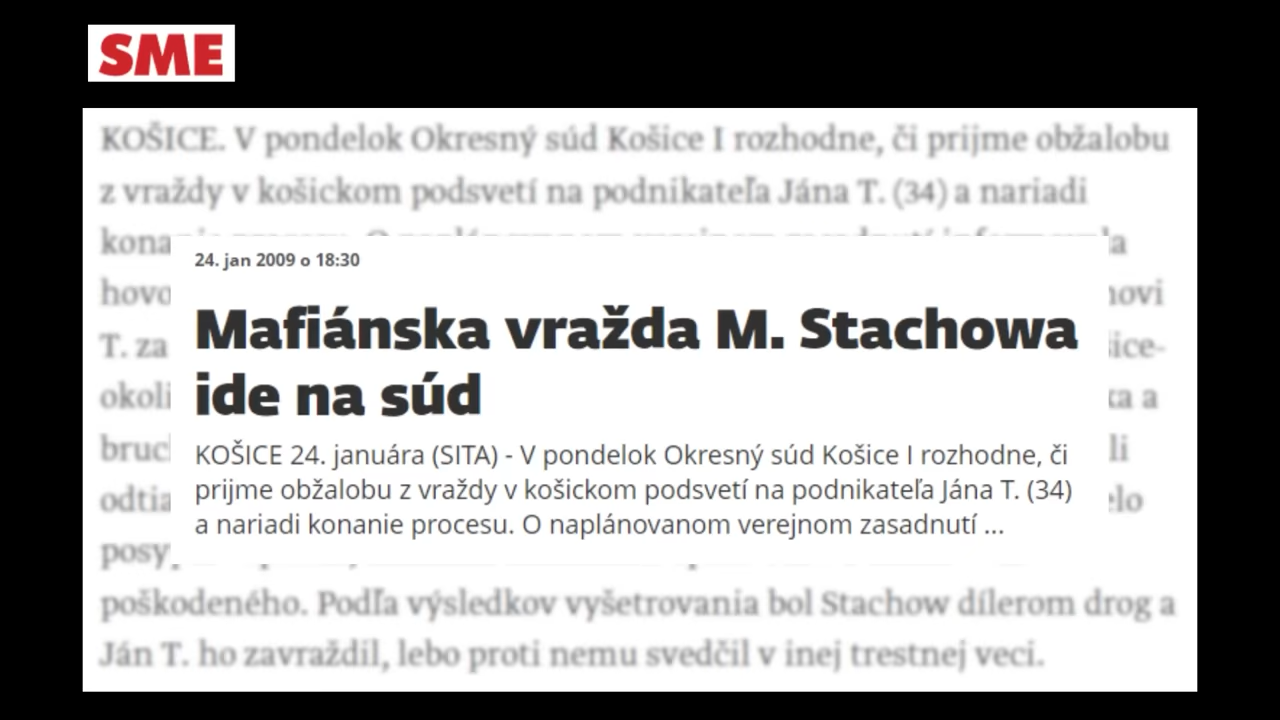 SME
KOŠICE. V pondelok Okresný súd Košice I rozhodne, či prijme obžalobu
z vraždy v košickom podsvetí na podnikateľa Jána T. (34) a nariadi
24. jan 2009 o 18:30
Mafiánska vražda M. Stachowa
ide na súd
KOŠICE 24. januára (SITA) - V pondelok Okresný súd Košice I rozhodne, či
prijme obžalobu z vraždy v košickom podsvetí na podnikateľa Jána T. (34)
a nariadi konanie procesu. O naplánovanom verejnom zasadnutí ...
T. za
poškodeného. Podľa výsledkov vyšetrovania bol Stachow dílerom drog a
Ján T. ho zavraždil, lebo proti nemu svedčil v inej trestnej veci.